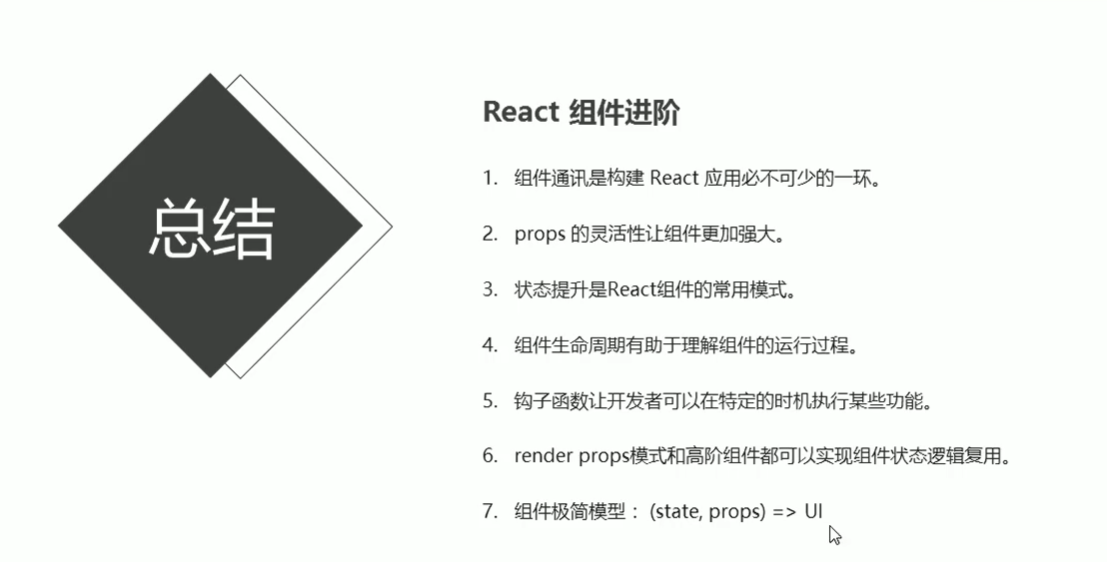 总结
React 组件进阶
1. 组件通讯是构建 React 应用必不可少的一环。
2. props 的灵活性让组件更加强大。
3. 状态提升是React组件的常用模式。
4. 组件生命周期有助于理解组件的运行过程。
5. 钩子函数让开发者可以在特定的时机执行某些功能。
6. render props模式和高阶组件都可以实现组件状态逻辑复用。
7. 组件极简模型： (state, props) => UI